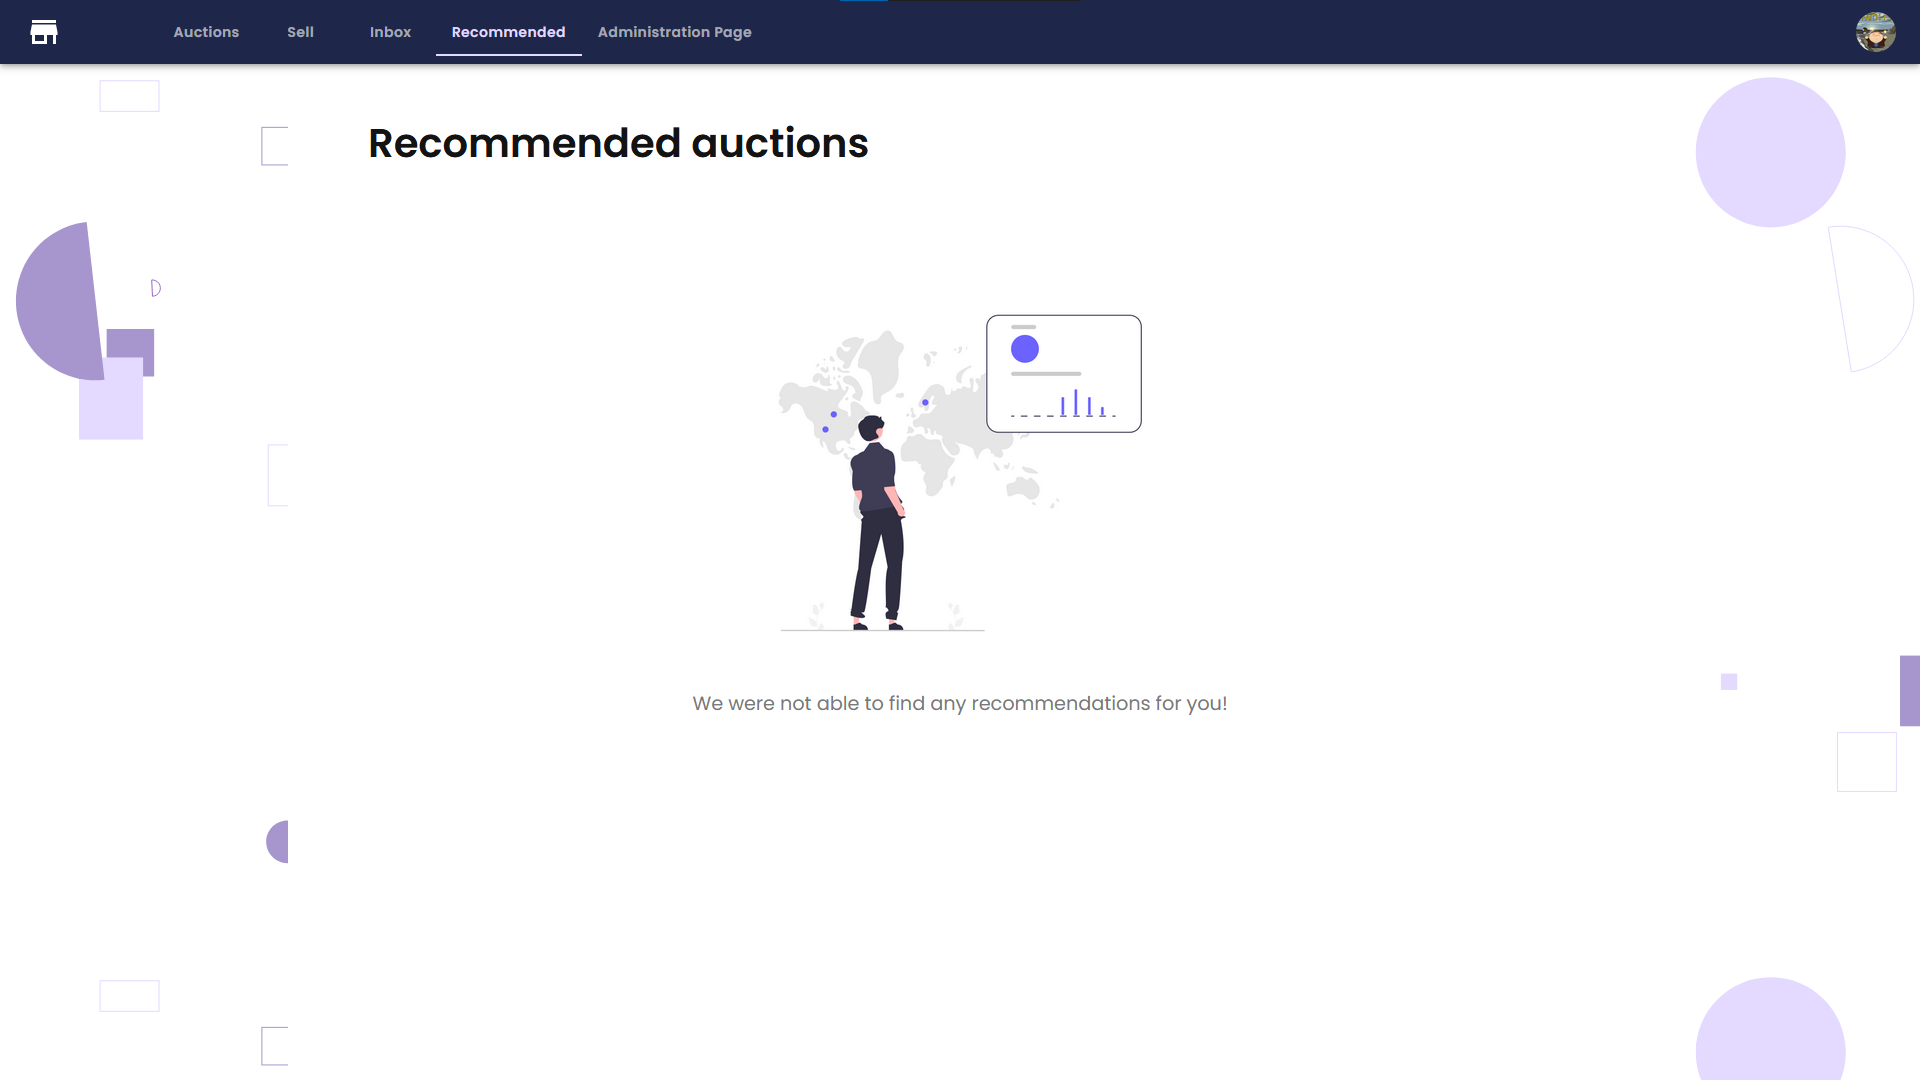 Auctions
Sell
Inbox
Recommended
Administration Page
Recommended auctions
We were not able to find any recommendations for you!